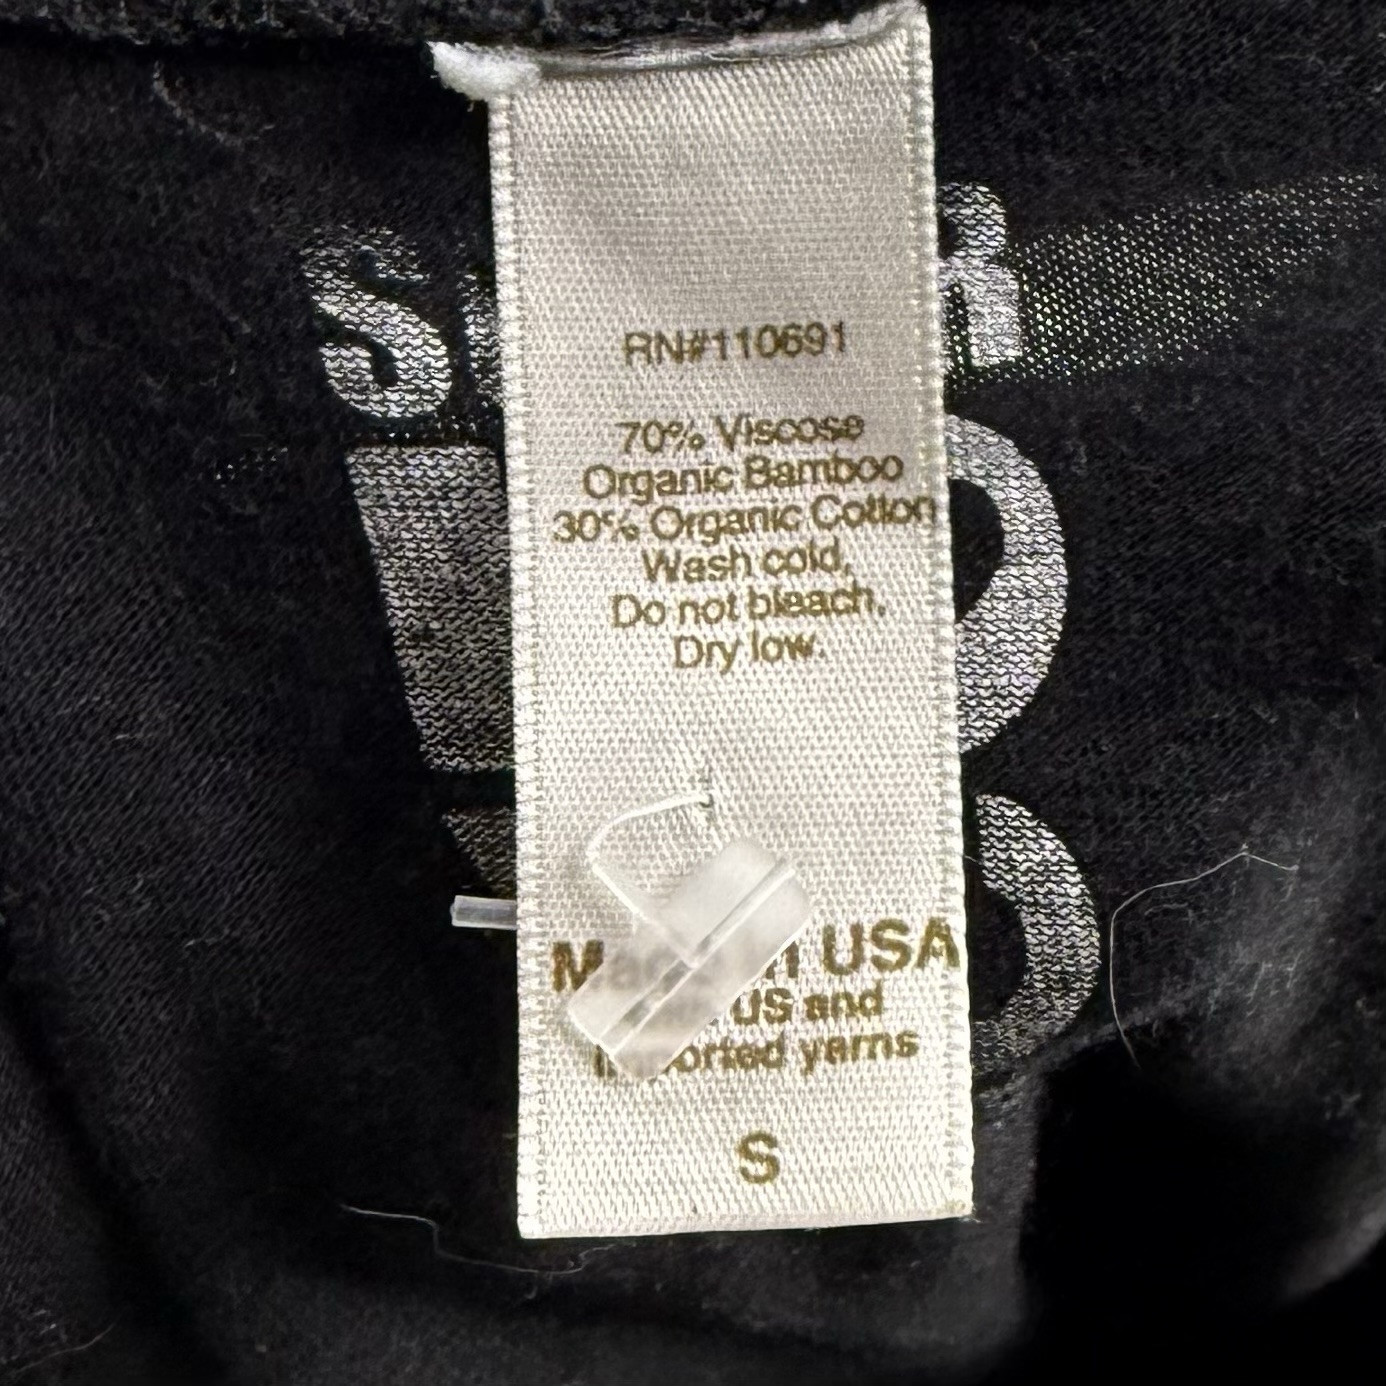 RN#110691
70% Viscose
Organic Bamboo
30% Organic Cotton
Wash cold,
Do not bleach,
Dry low.
USA
US and
yarns
S